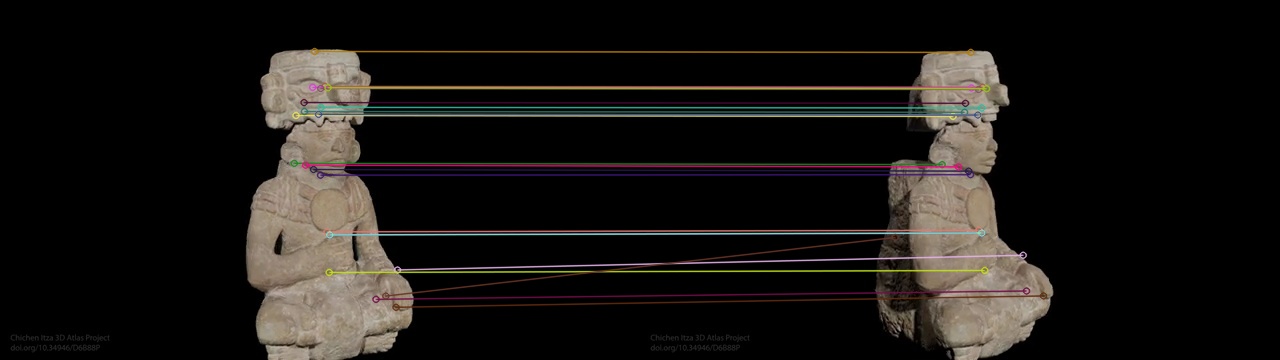 Chichen Itza 3D Atlas Project
doi.org/10.34946/D6B88P
Chichen Itza 3D Atlas Project
doi.org/10.34946/D6B88P